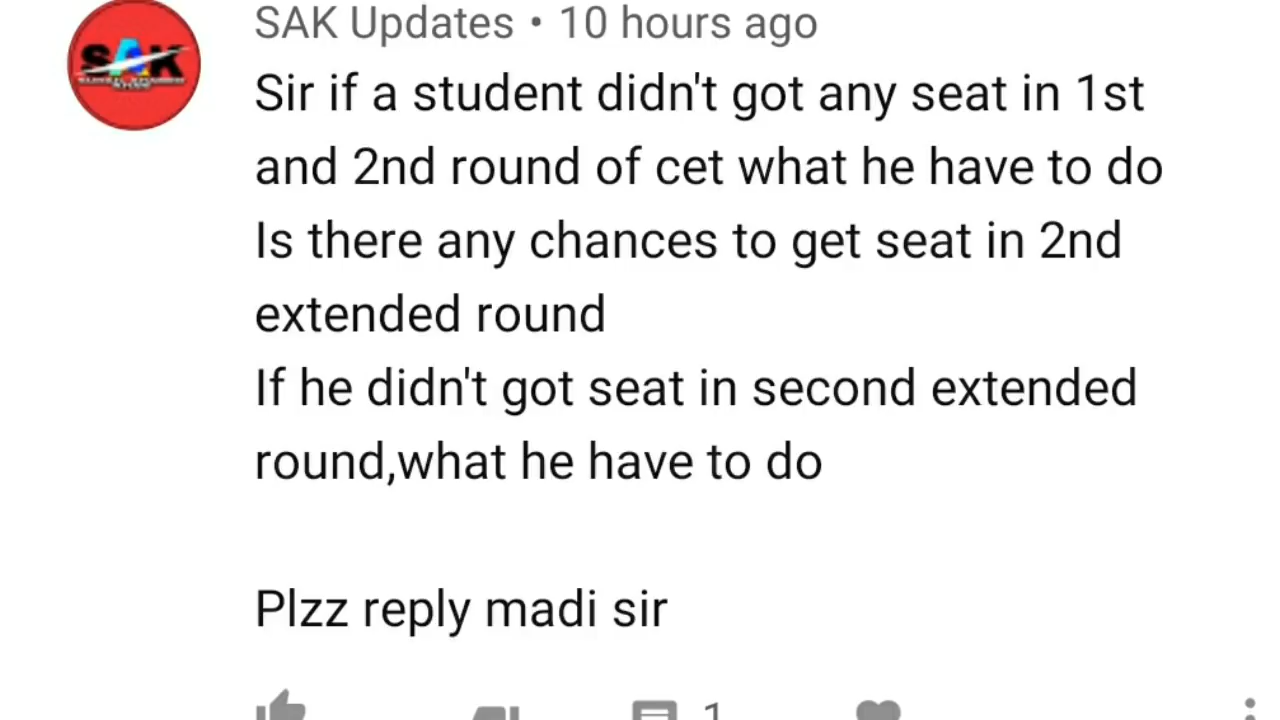 SAK Updates • 10 hours ago
SAK
Sir if a student didn't got any seat in 1st
and 2nd round of cet what he have to do
Is there any chances to get seat in 2nd
extended round
If he didn't got seat in second extended
round,what he have to do
Plzz reply madi sir
1